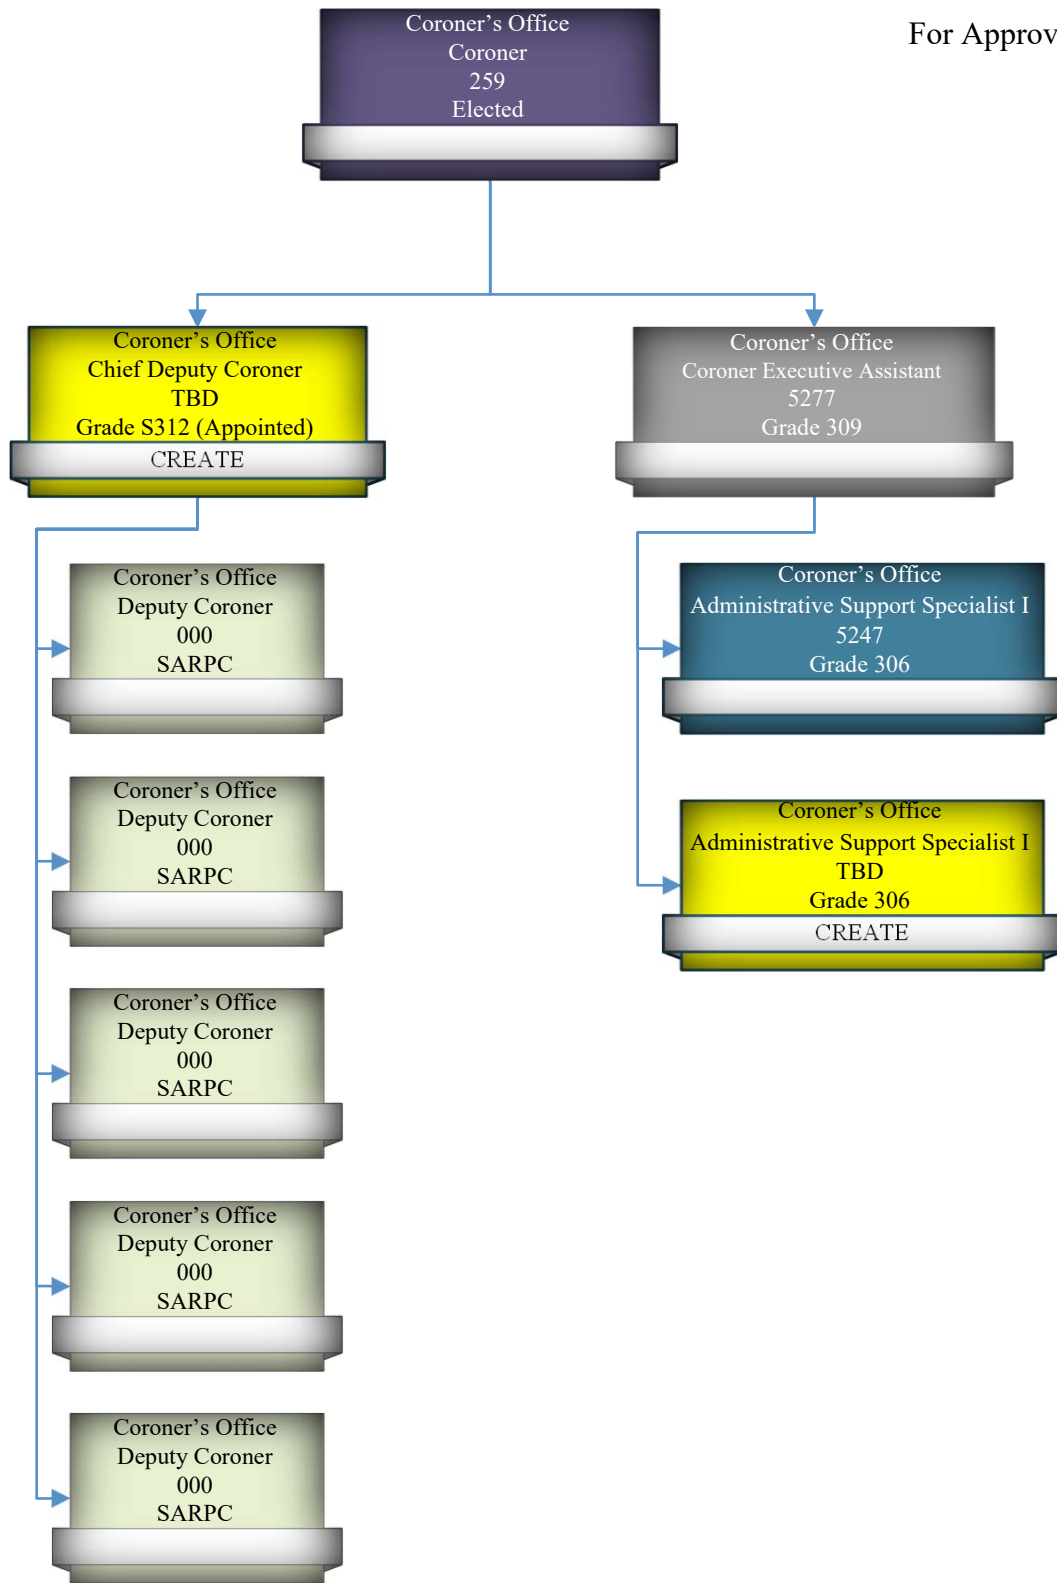 Coroner’s Office
Coroner
259
Elected
For Approv
Coroner’s Office
Chief Deputy Coroner
TBD
Grade S312 (Appointed)
CREATE
Coroner’s Office
Coroner Executive Assistant
5277
Grade 309
Coroner’s Office
Deputy Coroner
000
SARPC
Coroner’s Office
Administrative Support Specialist I
5247
Grade 306
Coroner’s Office
Deputy Coroner
000
SARPC
Coroner’s Office
Administrative Support Specialist I
TBD
Grade 306
CREATE
Coroner’s Office
Deputy Coroner
000
SARPC
Coroner’s Office
Deputy Coroner
000
SARPC
Coroner’s Office
Deputy Coroner
000
SARPC